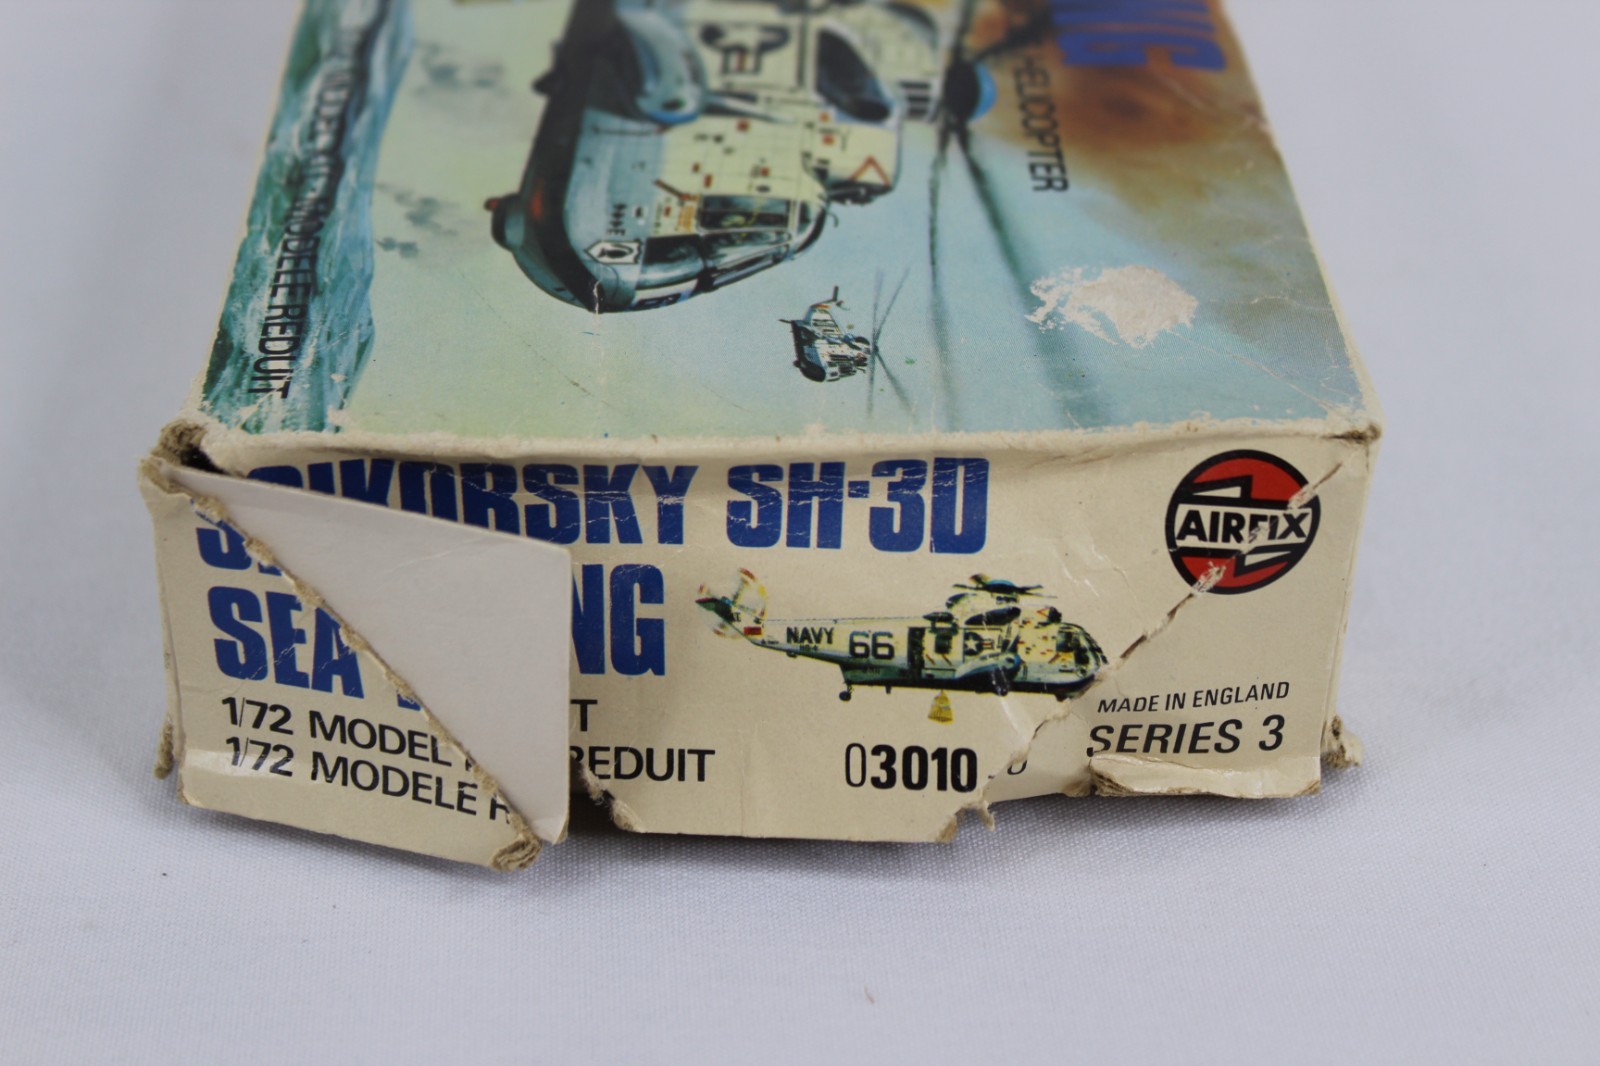 HELICOPTER
MODELE REDUIT
SIKORSKY SH-3D
SEA KING
1/72 MODEL
1/72 MODELE REDUIT
NAVY
66
03010
AIRFIX
MADE IN ENGLAND
SERIES 3